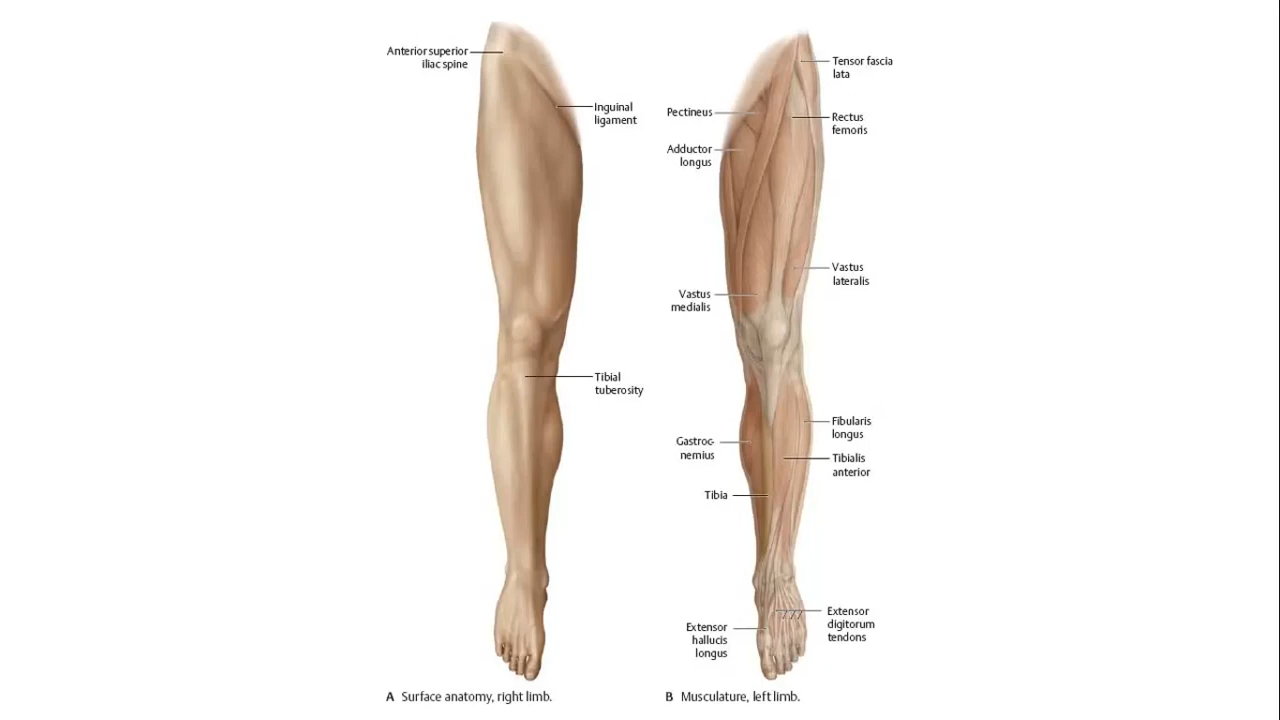 Anterior superior
iliac spine
Inguinal
ligament
Tibial
tuberosity
A Surface anatomy, right limb.
Tensor fascia
lata
Pectineus
Rectus
femoris
Adductor
longus
Vastus
lateralis
Vastus
medialis
Fibularis
longus
Gastroc-
nemius
Tibialis
anterior
Tibia
Extensor
digitorum
tendons
Extensor
hallucis
longus
B Musculature, left limb.